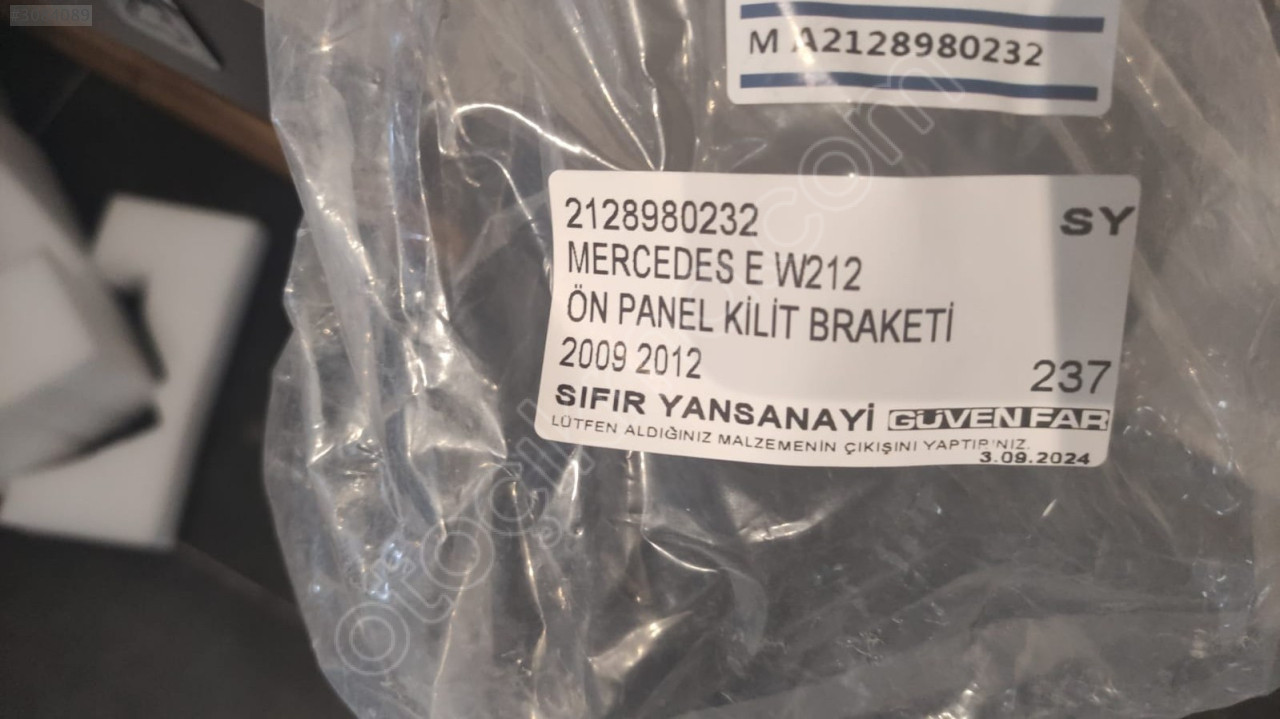 M A2128980232
2128980232
SY
MERCEDES E W212
ÖN PANEL KİLİT BRAKETİ
2009 2012
237
SIFIR YANSANAYİ GÜVEN FAR
LÜTFEN ALDIĞINIZ MALZEMENİN ÇIKIŞINI YAPTIRINIZ.
3.09.2024